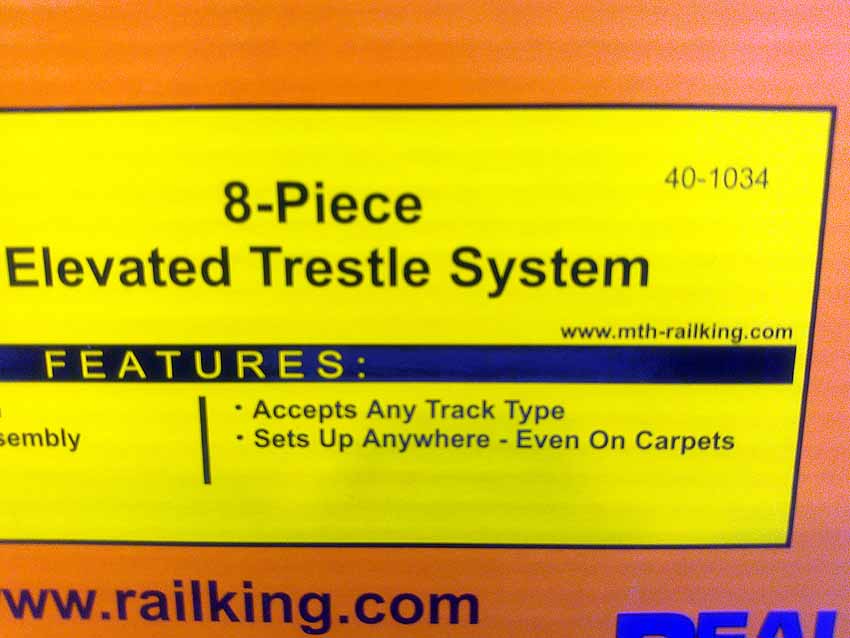 40-1034
8-Piece
Elevated Trestle System
www.mth-railking.com
FEATURES:
· Accepts Any Track Type
sembly
· Sets Up Anywhere - Even On Carpets
ww.railking.com